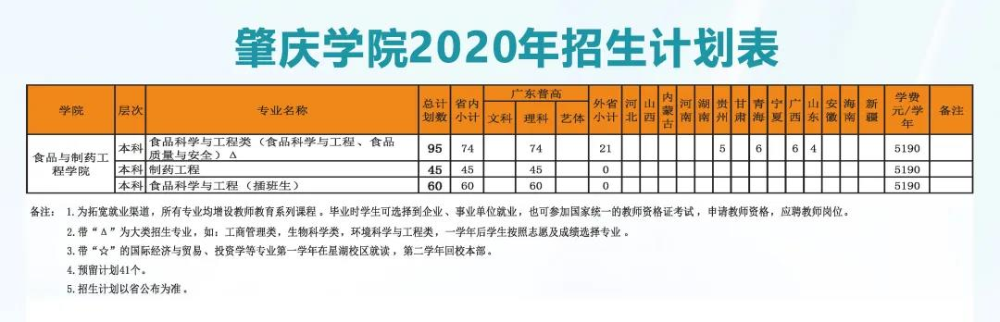 肇庆学院2020年招生计划表
学院 层次 专业名称 总计划数 省内小计 广东普高 文科 理科 艺体 外省小计 河北 山西 内蒙古 河南 湖南 贵州 甘肃 青海 宁夏 广西 山东 安徽 海南 新疆 学费元/学年 备注
食品与制药工程学院 本科 食品科学与工程类（食品科学与工程、食品质量与安全）Δ 95 74 74 21 5 6 6 4 5190
本科 制药工程 45 45 45 0 5190
本科 食品科学与工程（插班生） 60 60 60 0 5190
备注： 1.为拓宽就业渠道，所有专业均增设教师教育系列课程。毕业时学生可选择到企业、事业单位就业，也可参加国家统一的教师资格证考试，申请教师资格，应聘教师岗位。
2.带“Δ”为大类招生专业，如：工商管理类，生物科学类，环境科学与工程类，一学年后学生按照志愿及成绩选择专业。
3.带“☆”的国际经济与贸易、投资学等专业第一学年在星湖校区就读，第二学年回校本部。
4.预留计划41个。
5.招生计划以省公布为准。